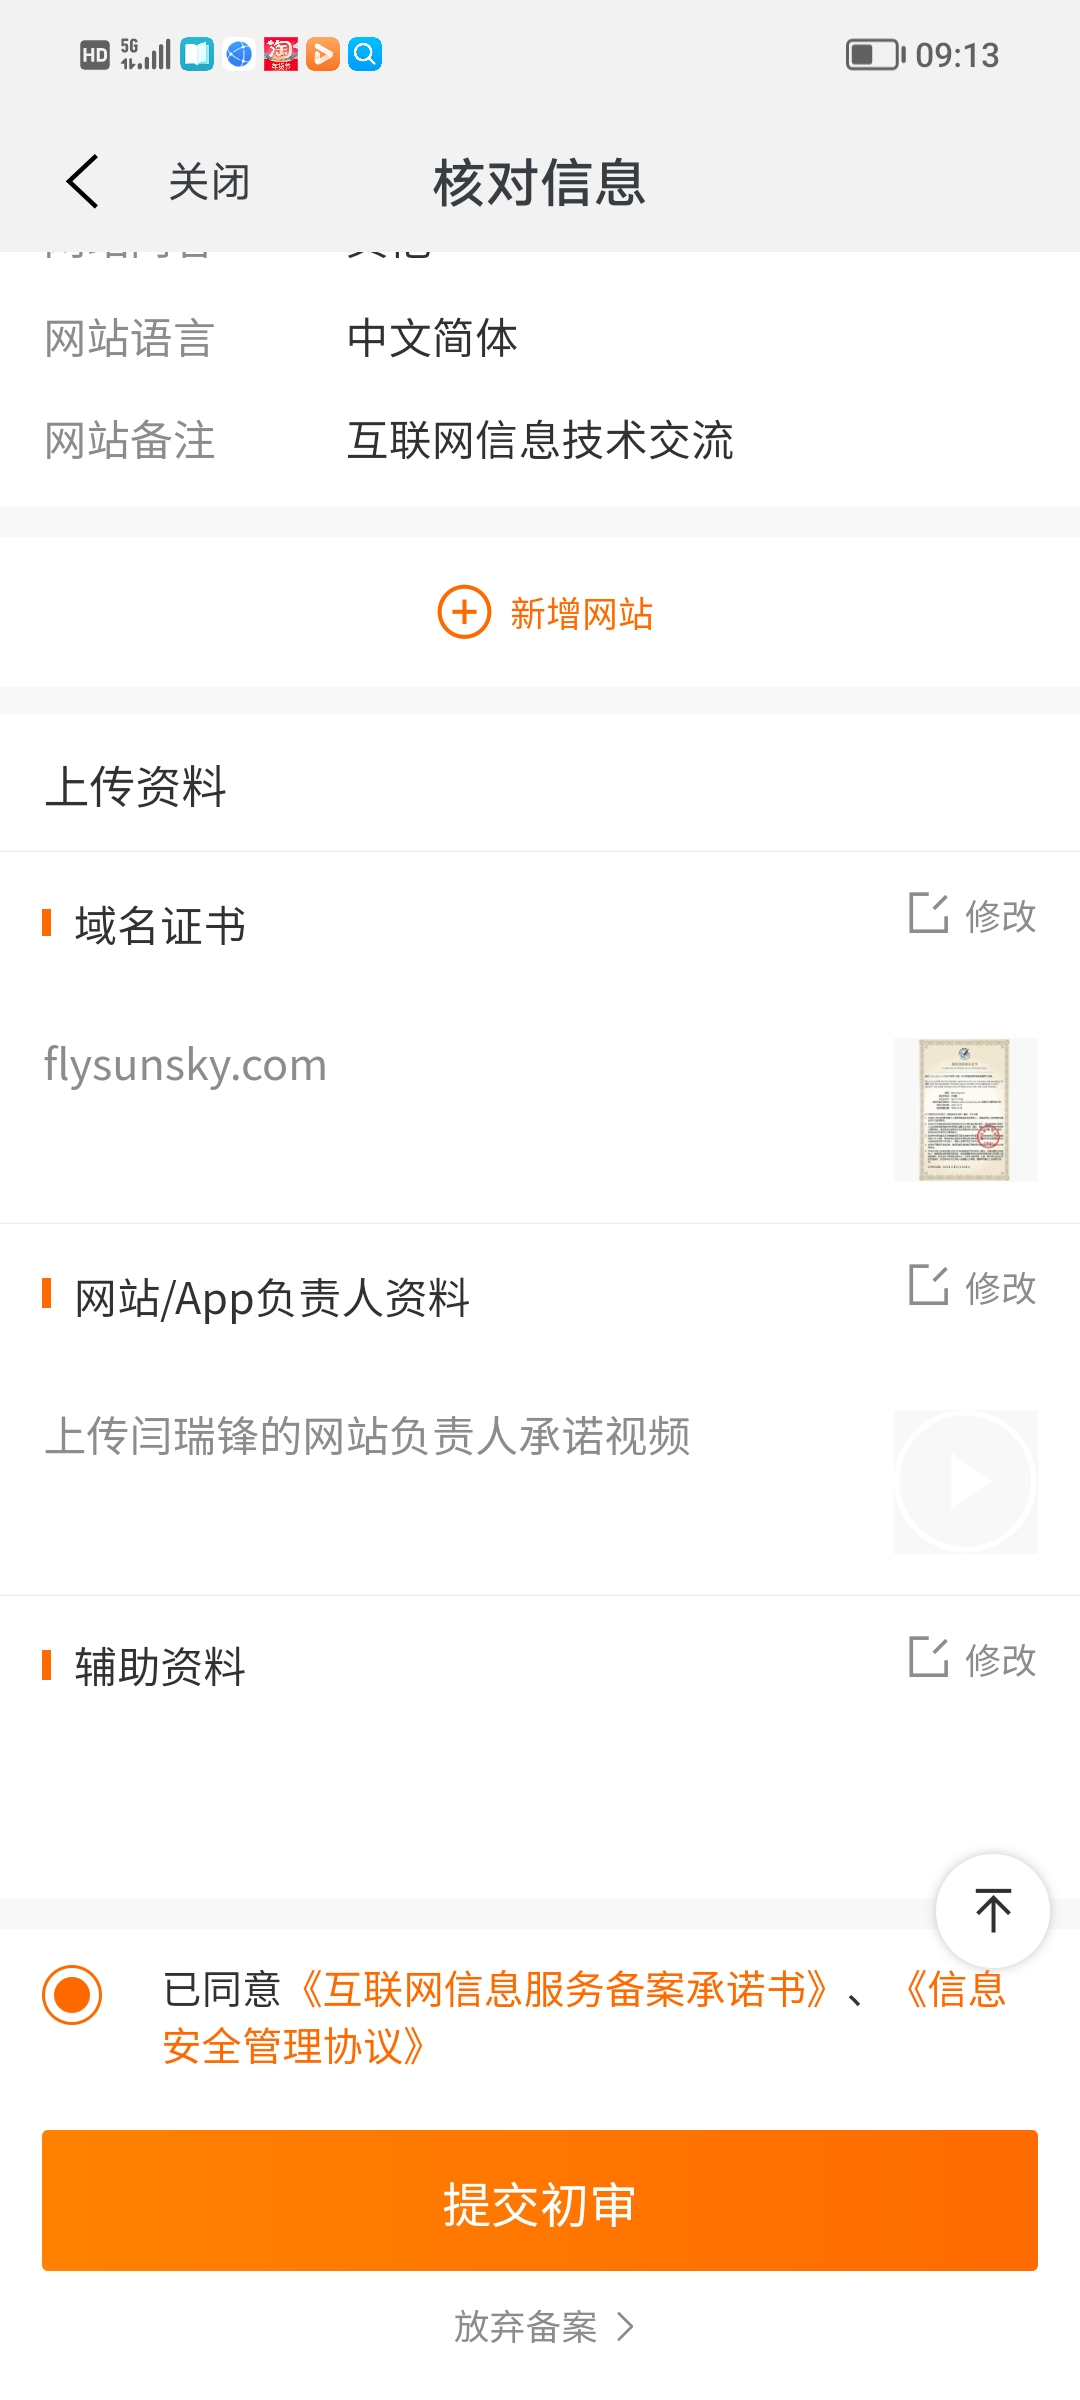 HD 5G 09:13
关闭 核对信息
网站语言 中文简体
网站备注 互联网信息技术交流
新增网站
上传资料
域名证书 修改
flysunsky.com
网站/App负责人资料 修改
上传闫瑞锋的网站负责人承诺视频
辅助资料 修改
已同意《互联网信息服务备案承诺书》、《信息
安全管理协议》
提交初审
放弃备案